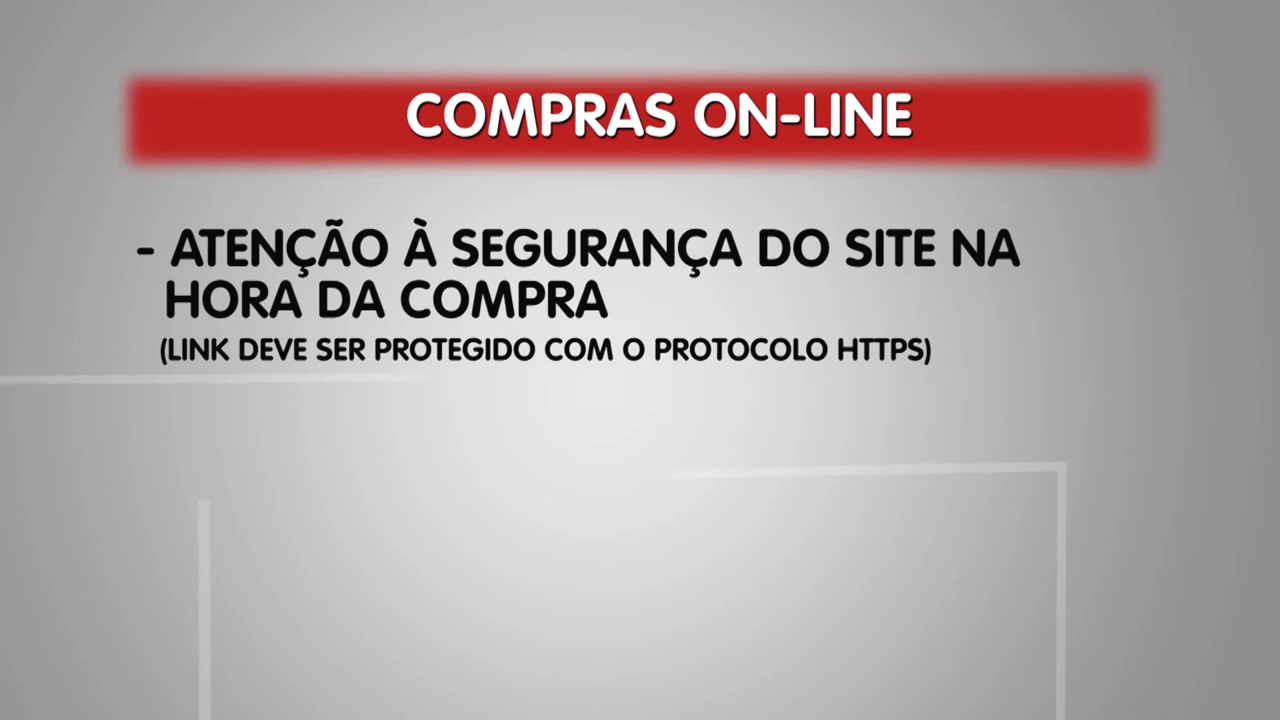 COMPRAS ON-LINE
- ATENÇÃO À SEGURANÇA DO SITE NA
HORA DA COMPRA
(LINK DEVE SER PROTEGIDO COM O PROTOCOLO HTTPS)